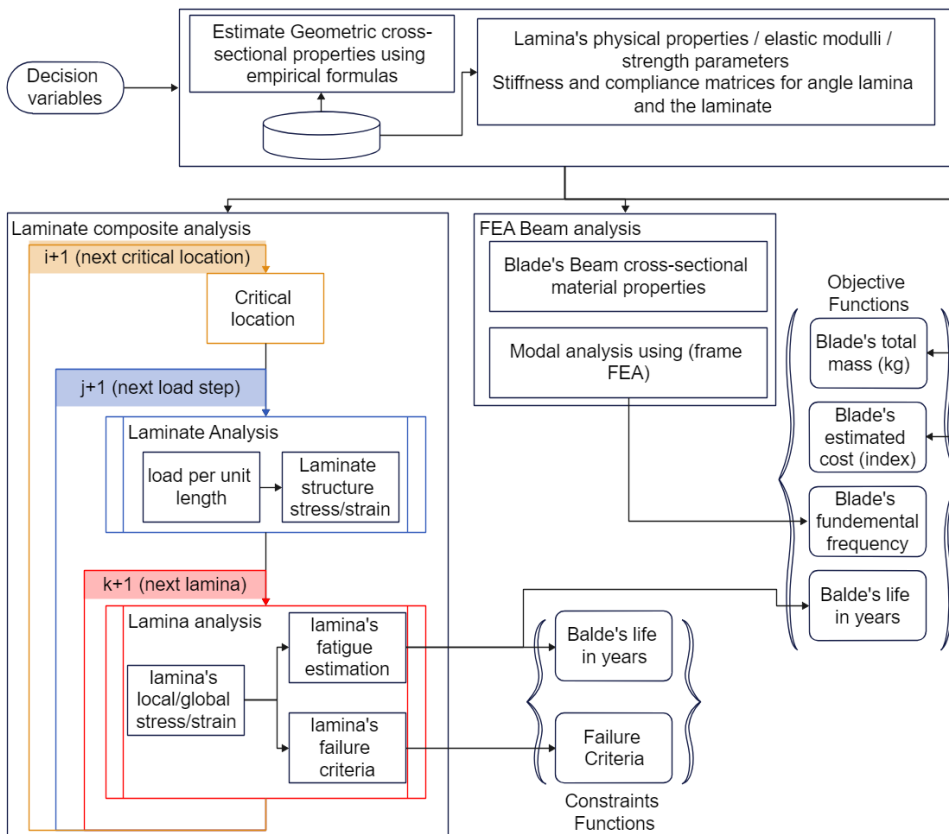 Decision
variables
Estimate Geometric cross-
sectional properties using
empirical formulas
Lamina's physical properties / elastic modulli /
strength parameters
Stiffness and compliance matrices for angle lamina
and the laminate
Laminate composite analysis
i+1 (next critical location)
Critical
location
j+1 (next load step)
Laminate Analysis
load per unit
length
Laminate
structure
stress/strain
k+1 (next lamina)
Lamina analysis
lamina's
local/global
stress/strain
lamina's
fatigue
estimation
lamina's
failure
criteria
FEA Beam analysis
Blade's Beam cross-sectional
material properties
Modal analysis using (frame
FEA)
Balde's life
in years
Failure
Criteria
Constraints
Functions
Objective
Functions
Blade's total
mass (kg)
Blade's
estimated
cost (index)
Blade's
fundemental
frequency
Balde's life
in years